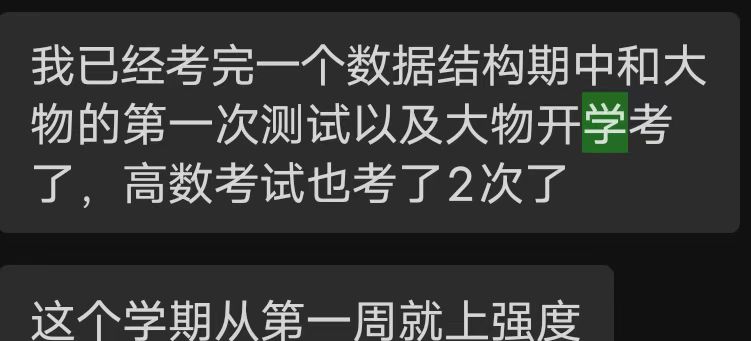 我已经考完一个数据结构期中和大
物的第一次测试以及大物开学考
了，高数考试也考了2次了
这个学期从第一周就上强度